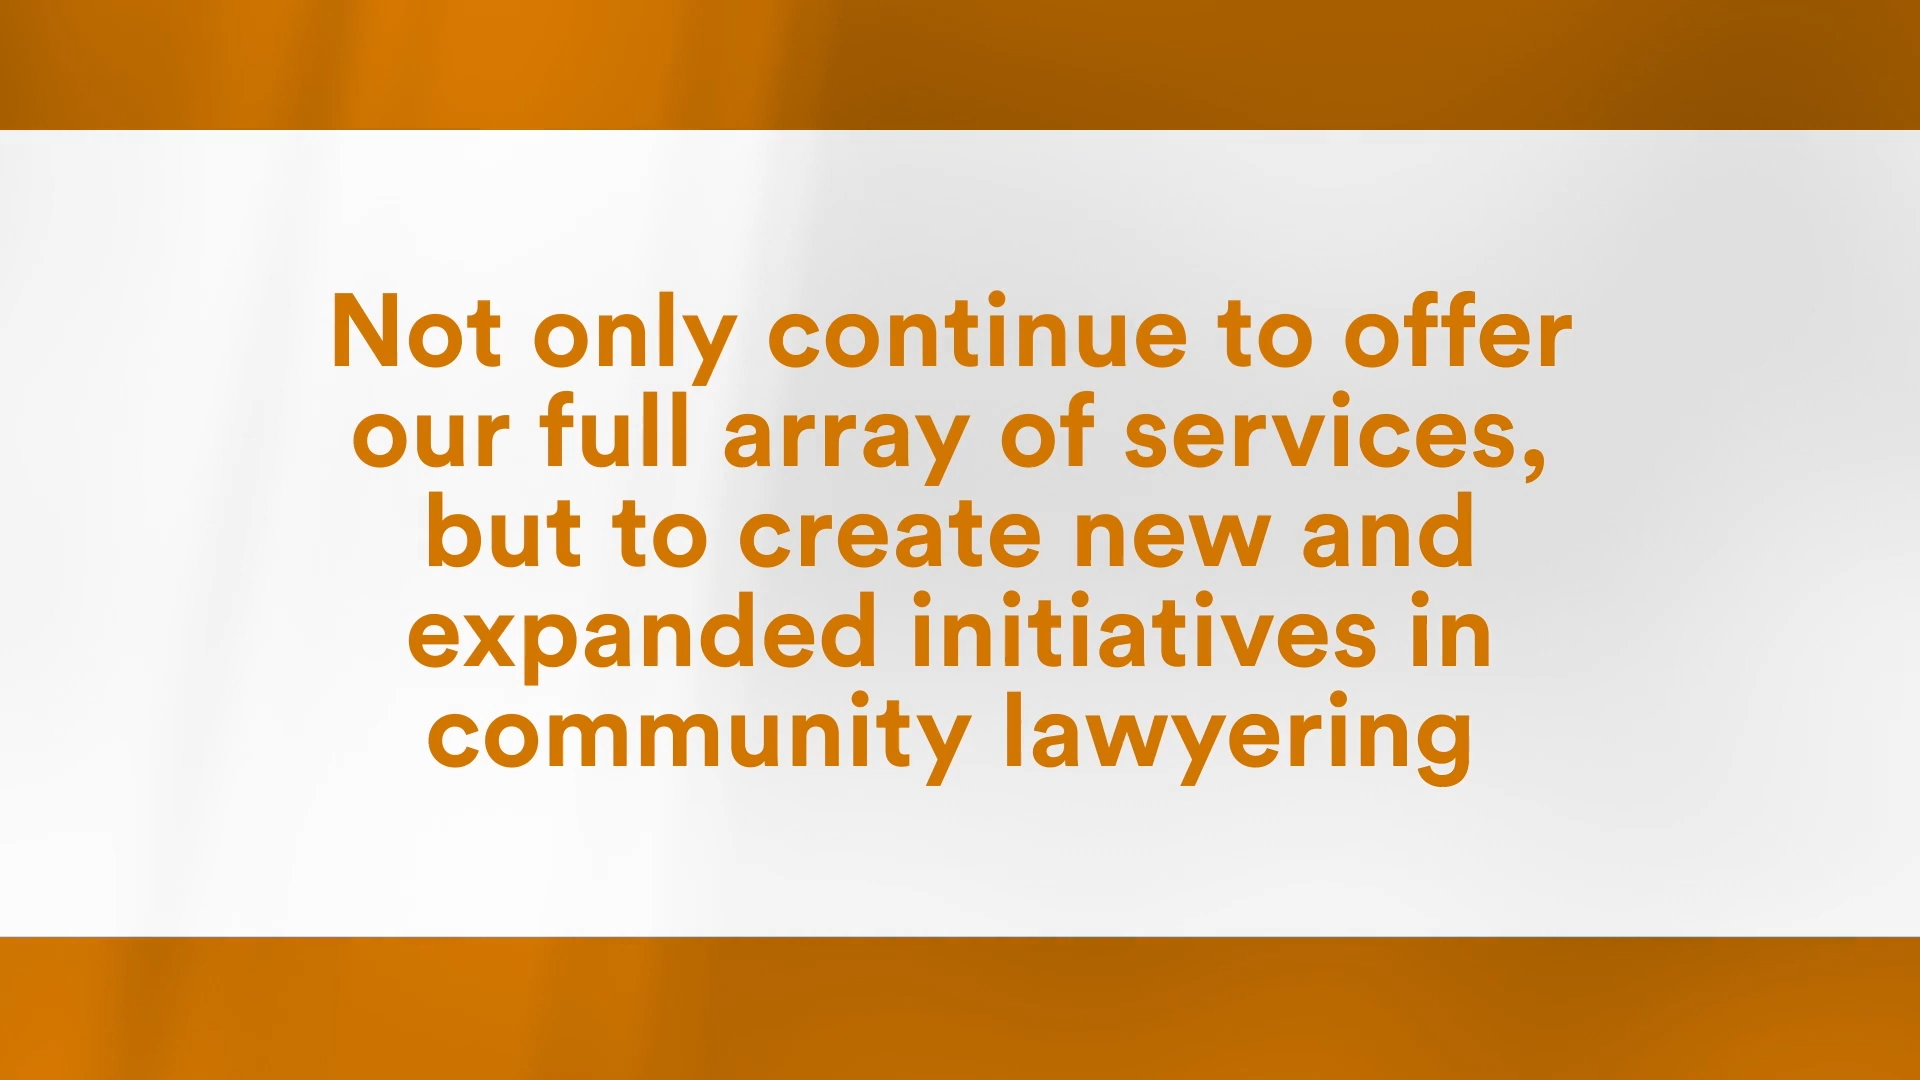 Not only continue to offer
our full array of services,
but to create new and
expanded initiatives in
community lawyering